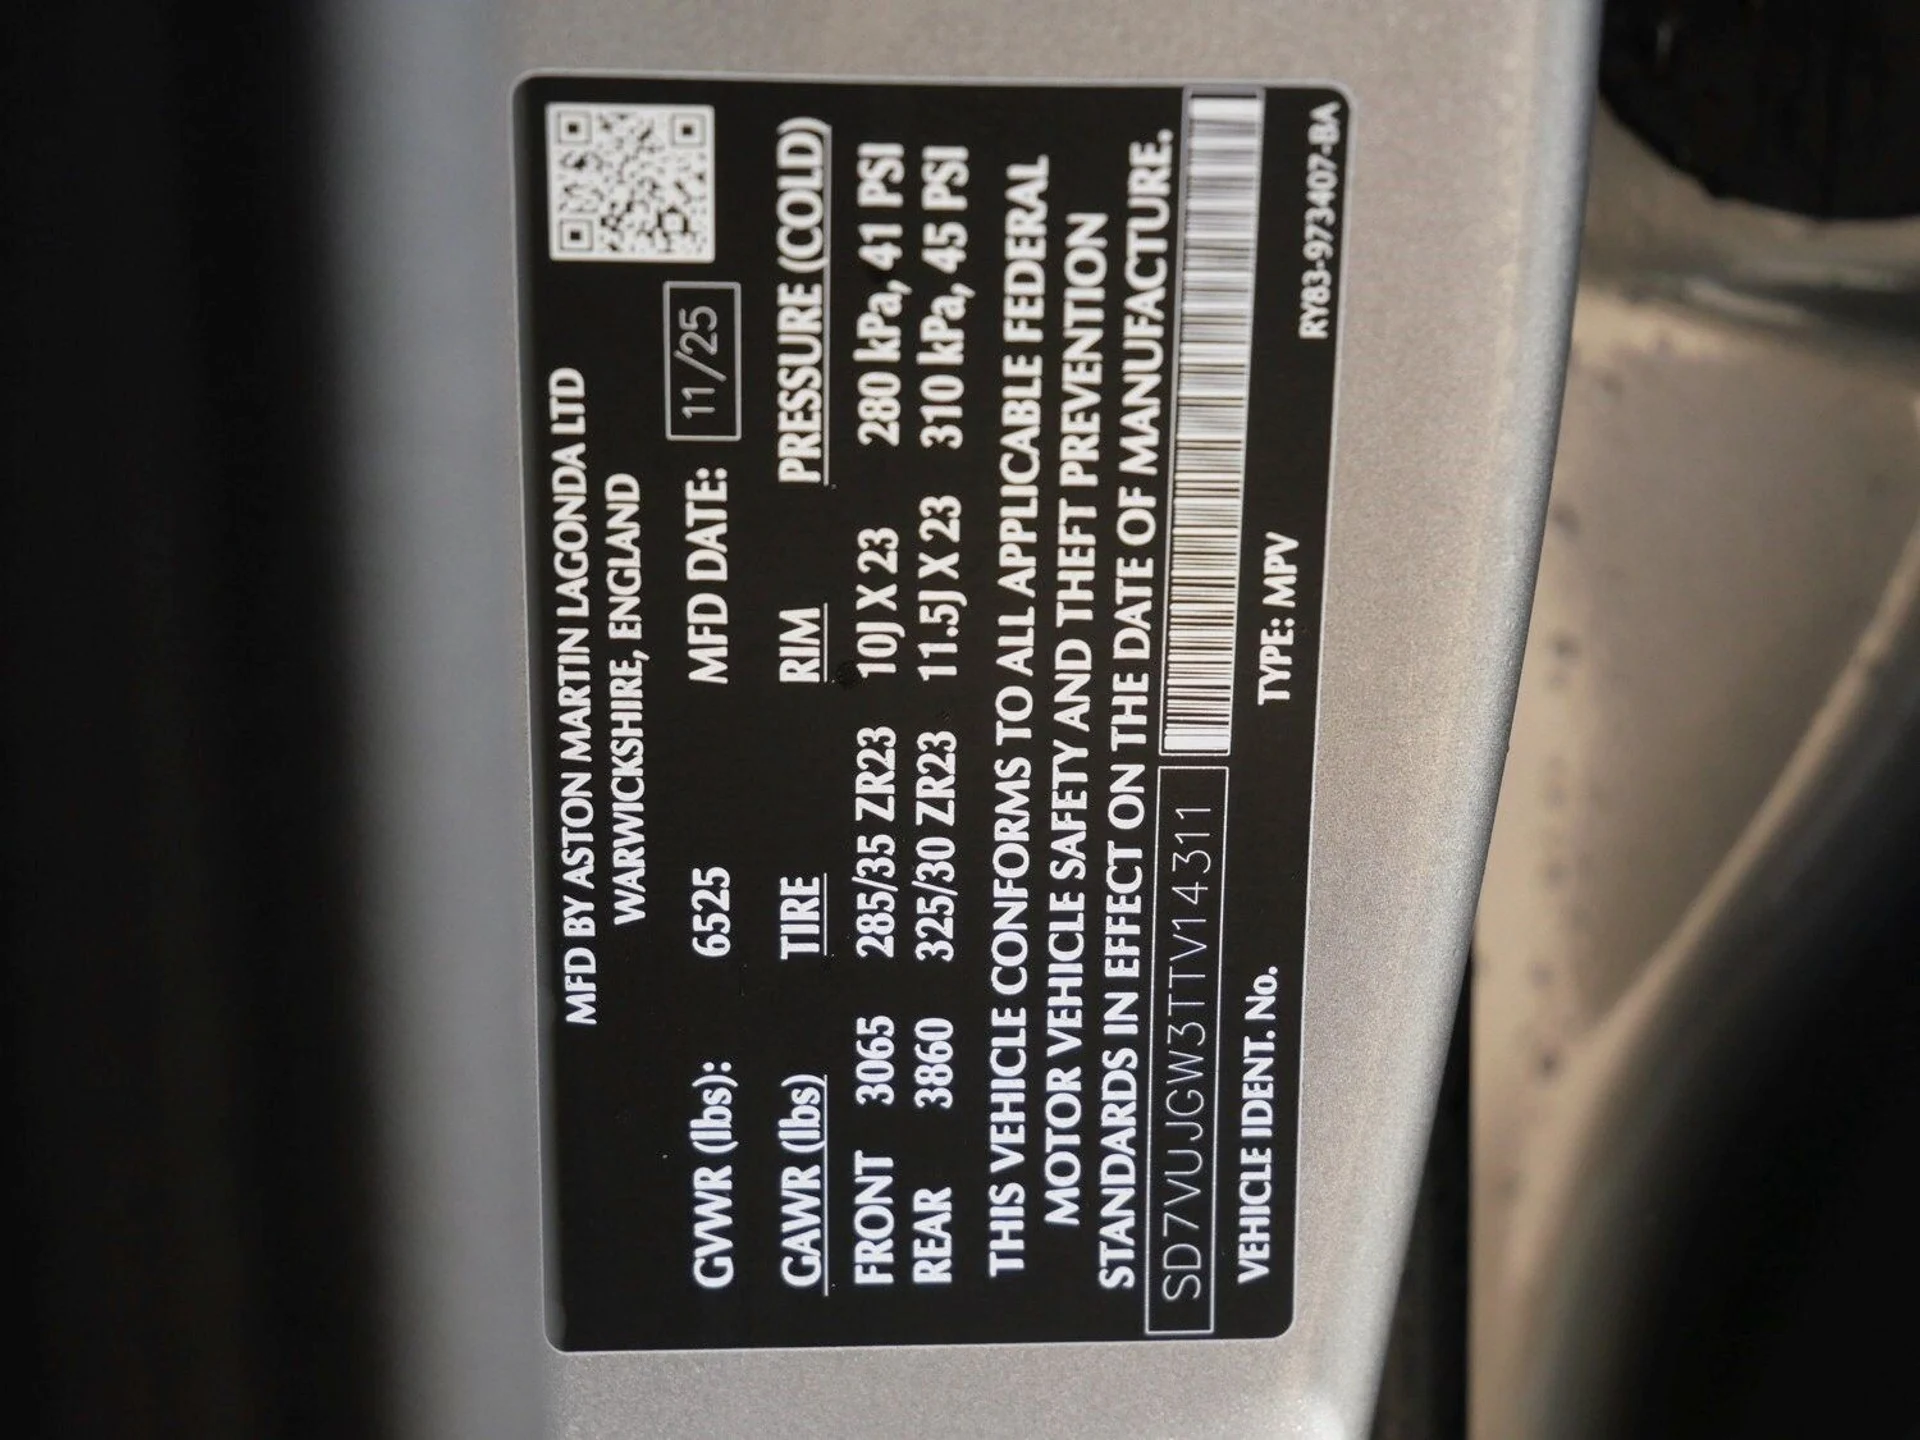 MFD BY ASTON MARTIN LAGONDA LTD
WARWICKSHIRE, ENGLAND
GVWR (lbs): 6525 MFD DATE: 11/25
GAWR (lbs) TIRE RIM PRESSURE (COLD)
FRONT 3065 285/35 ZR23 10J X 23 280 kPa, 41 PSI
REAR 3860 325/30 ZR23 11.5J X 23 310 kPa, 45 PSI
THIS VEHICLE CONFORMS TO ALL APPLICABLE FEDERAL
MOTOR VEHICLE SAFETY AND THEFT PREVENTION
STANDARDS IN EFFECT ON THE DATE OF MANUFACTURE.
SD7VUJGW3TTV14311
VEHICLE IDENT. No. TYPE: MPV
RY83-973407-BA